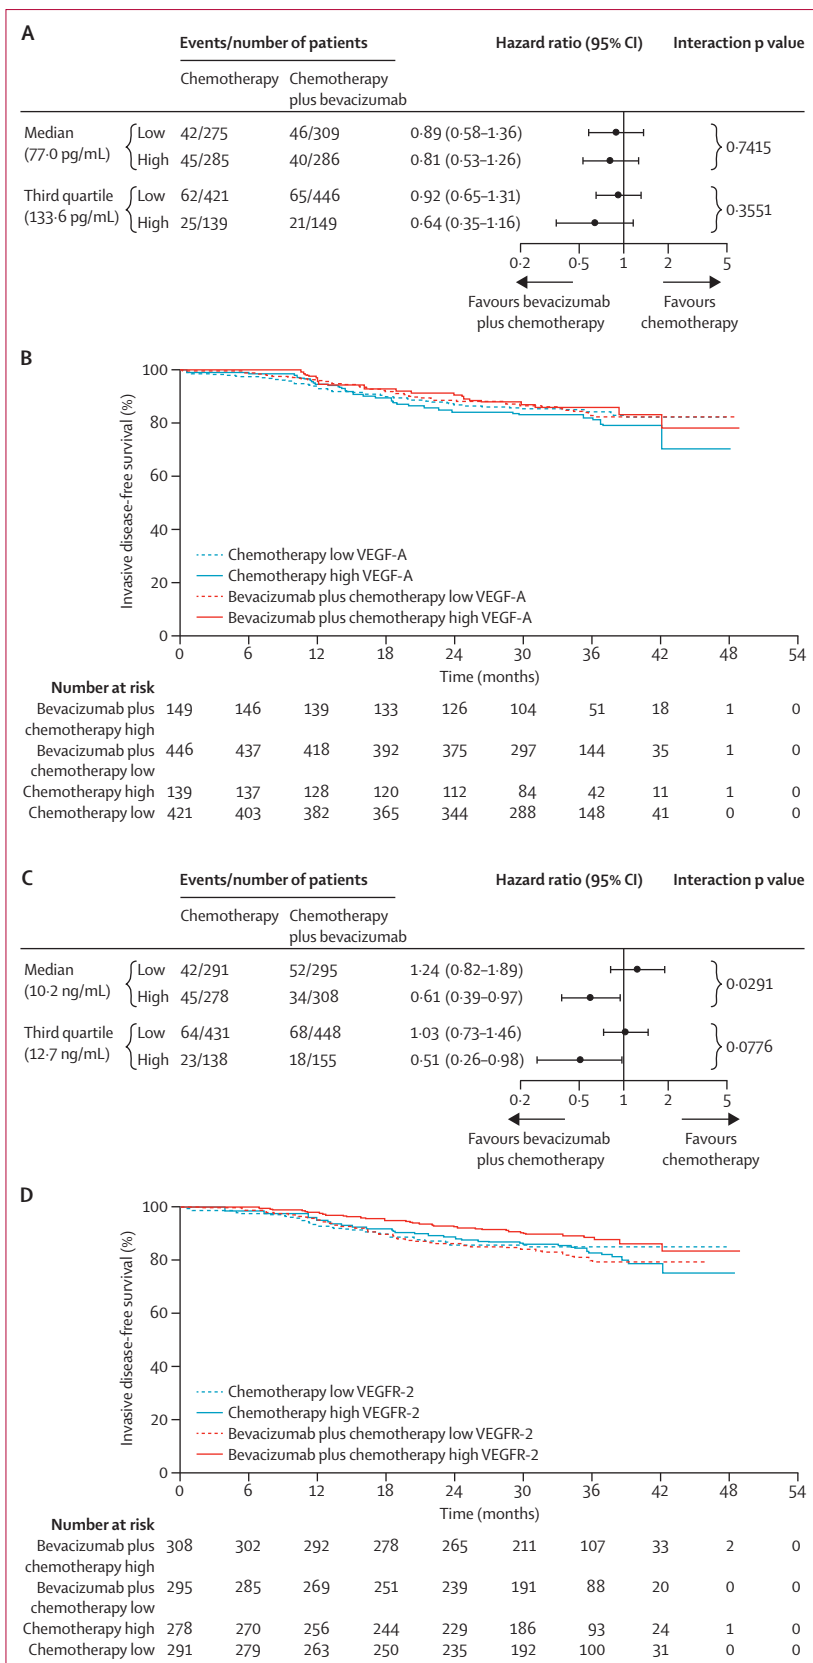 A
Events/number of patients Hazard ratio (95% CI) Interaction p value
Chemotherapy Chemotherapy
plus bevacizumab
Median Low 42/275 46/309 0·89 (0·58–1·36)
(77·0 pg/mL) High 45/285 40/286 0·81 (0·53–1·26) 0·7415
Third quartile Low 62/421 65/446 0·92 (0·65–1·31)
(133·6 pg/mL) High 25/139 21/149 0·64 (0·35–1·16) 0·3551
0·2 0·5 1 2 5
Favours bevacizumab Favours
plus chemotherapy chemotherapy
B
Invasive disease-free survival (%)
100
80
60
40
20
0
Chemotherapy low VEGF-A
Chemotherapy high VEGF-A
Bevacizumab plus chemotherapy low VEGF-A
Bevacizumab plus chemotherapy high VEGF-A
0 6 12 18 24 30 36 42 48 54
Time (months)
Number at risk
Bevacizumab plus 149 146 139 133 126 104 51 18 1 0
chemotherapy high
Bevacizumab plus 446 437 418 392 375 297 144 35 1 0
chemotherapy low
Chemotherapy high 139 137 128 120 112 84 42 11 1 0
Chemotherapy low 421 403 382 365 344 288 148 41 0 0
C
Events/number of patients Hazard ratio (95% CI) Interaction p value
Chemotherapy Chemotherapy
plus bevacizumab
Median Low 42/291 52/295 1·24 (0·82–1·89)
(10·2 ng/mL) High 45/278 34/308 0·61 (0·39–0·97) 0·0291
Third quartile Low 64/431 68/448 1·03 (0·73–1·46)
(12·7 ng/mL) High 23/138 18/155 0·51 (0·26–0·98) 0·0776
0·2 0·5 1 2 5
Favours bevacizumab Favours
plus chemotherapy chemotherapy
D
Invasive disease-free survival (%)
100
80
60
40
20
0
Chemotherapy low VEGFR-2
Chemotherapy high VEGFR-2
Bevacizumab plus chemotherapy low VEGFR-2
Bevacizumab plus chemotherapy high VEGFR-2
0 6 12 18 24 30 36 42 48 54
Time (months)
Number at risk
Bevacizumab plus 308 302 292 278 265 211 107 33 2 0
chemotherapy high
Bevacizumab plus 295 285 269 251 239 191 88 20 0 0
chemotherapy low
Chemotherapy high 278 270 256 244 229 186 93 24 1 0
Chemotherapy low 291 279 263 250 235 192 100 31 0 0